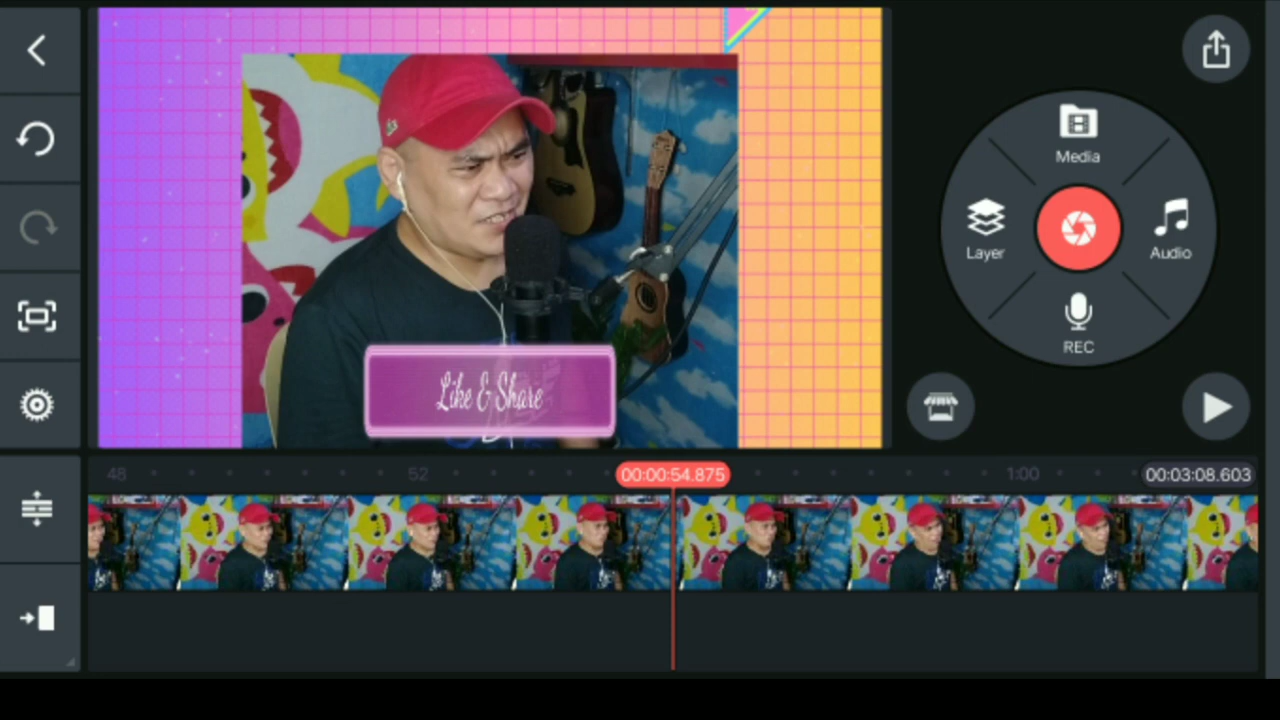 Media
Layer
Audio
REC
Like & Share
48
52
00:00:54.875
1:00
00:03:08.603